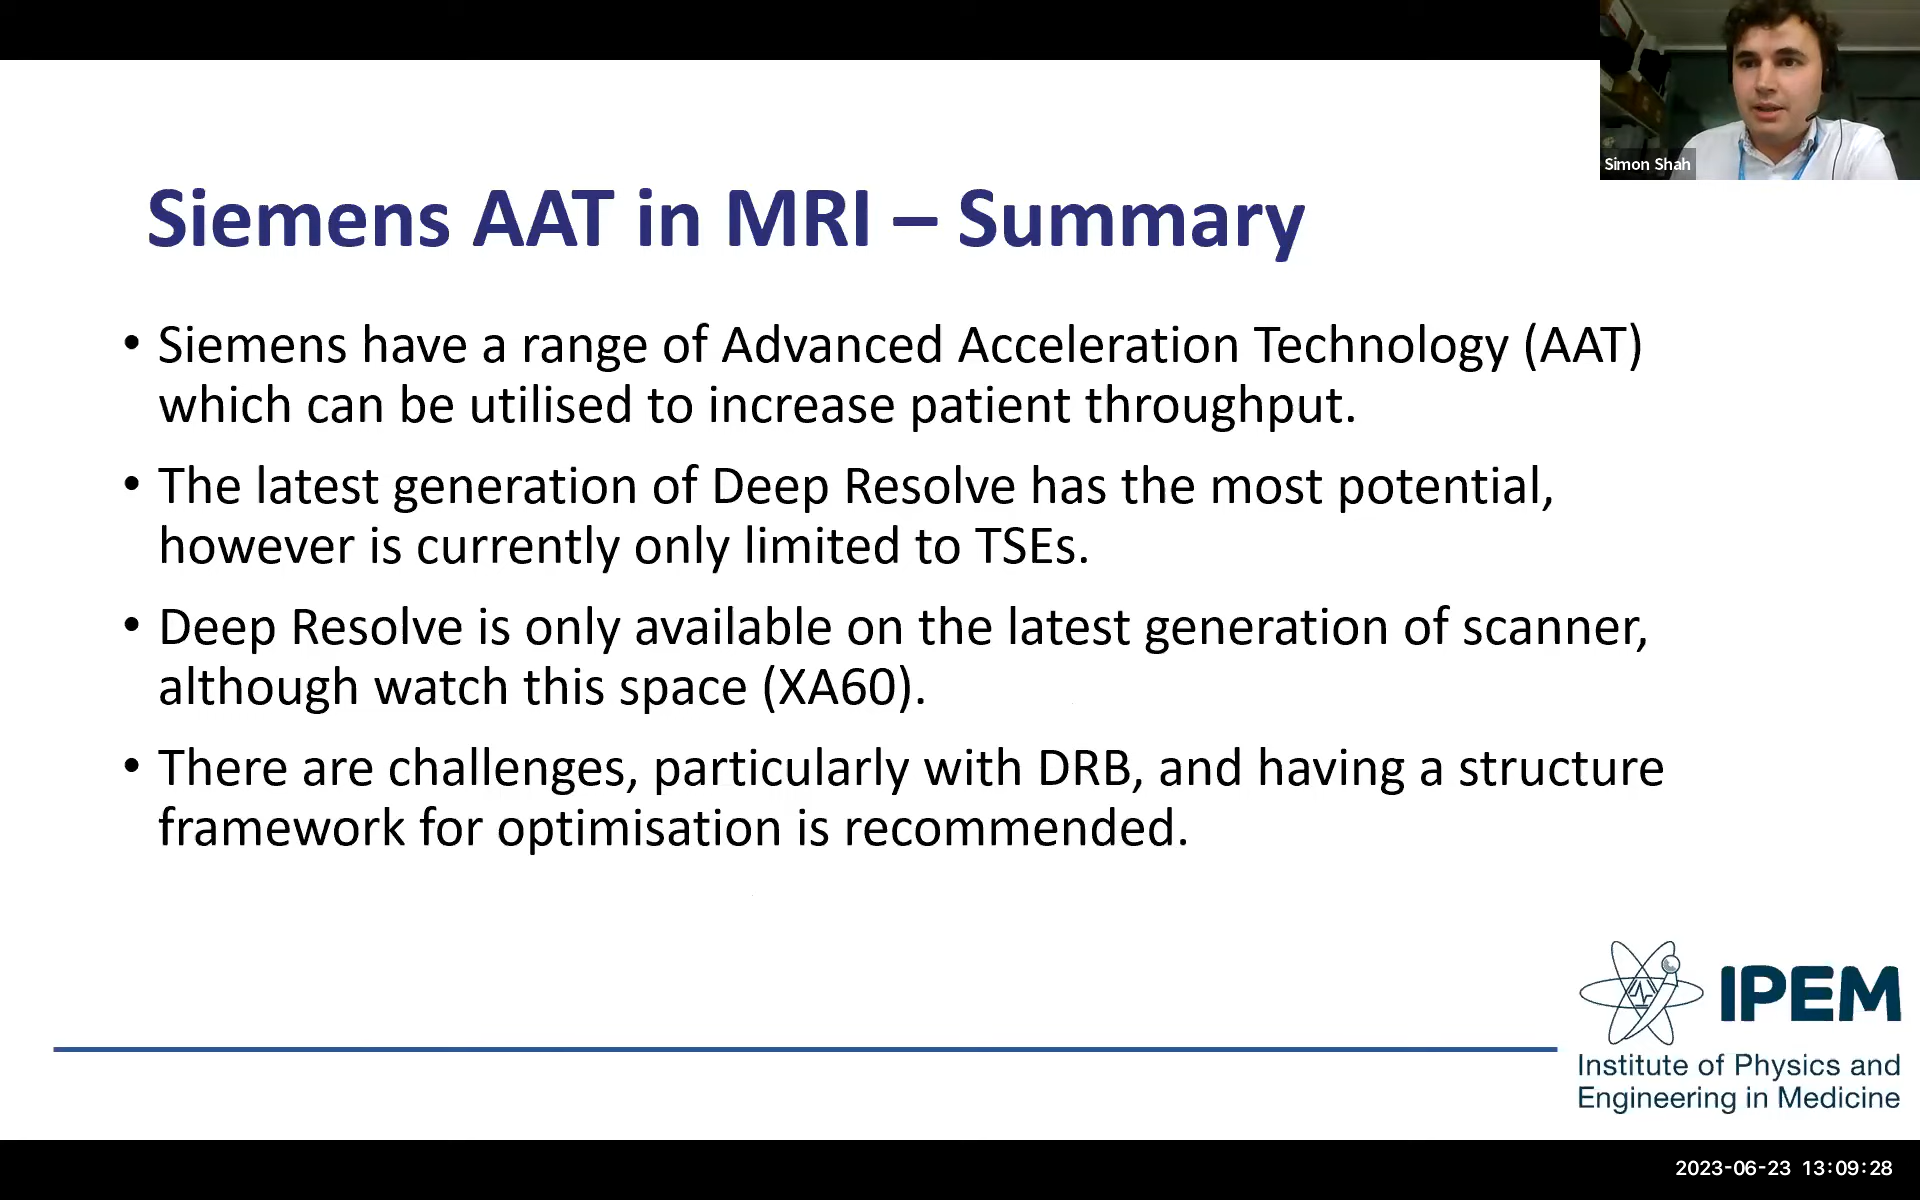 Simon Shah
Siemens AAT in MRI – Summary
• Siemens have a range of Advanced Acceleration Technology (AAT)
which can be utilised to increase patient throughput.
• The latest generation of Deep Resolve has the most potential,
however is currently only limited to TSEs.
• Deep Resolve is only available on the latest generation of scanner,
although watch this space (XA60).
• There are challenges, particularly with DRB, and having a structure
framework for optimisation is recommended.
IPEM
Institute of Physics and
Engineering in Medicine
2023-06-23 13:09:28